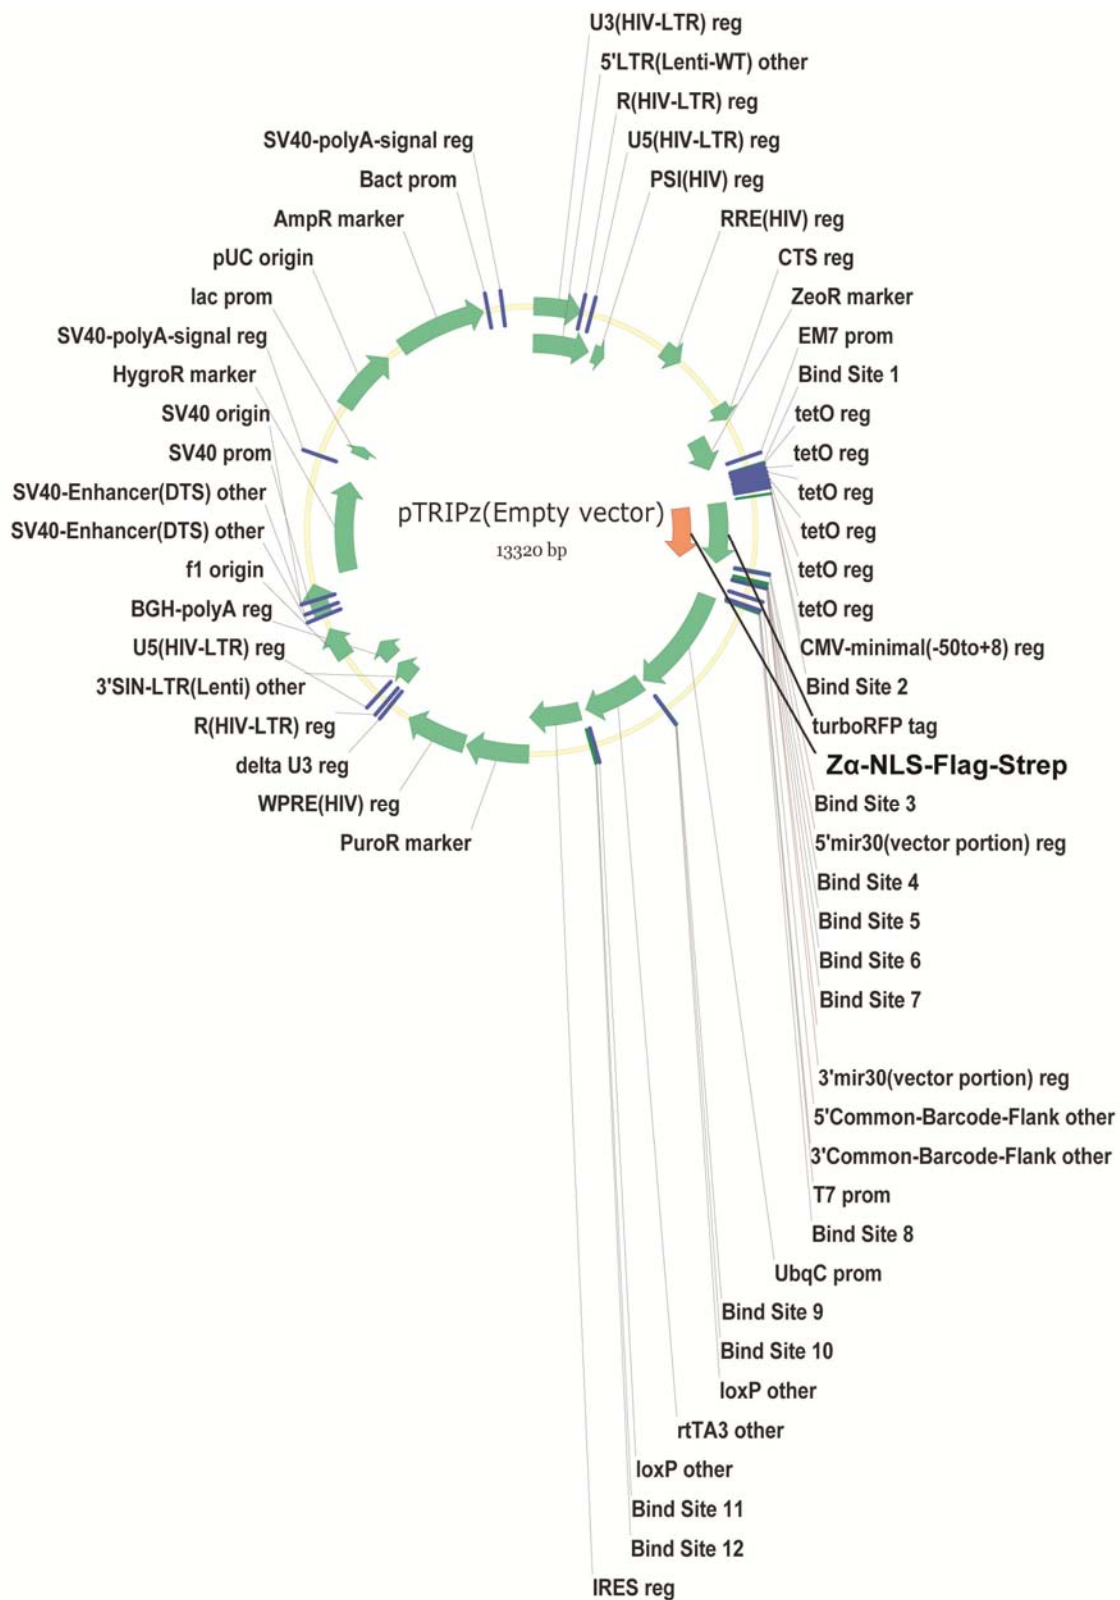 U3(HIV-LTR) reg
5'LTR(Lenti-WT) other
R(HIV-LTR) reg
SV40-polyA-signal reg
U5(HIV-LTR) reg
Bact prom
PSI(HIV) reg
AmpR marker
RRE(HIV) reg
pUC origin
CTS reg
lac prom
ZeoR marker
SV40-polyA-signal reg
EM7 prom
HygroR marker
Bind Site 1
SV40 origin
tetO reg
SV40 prom
tetO reg
SV40-Enhancer(DTS) other
tetO reg
pTRIPz(Empty vector)
SV40-Enhancer(DTS) other
tetO reg
13320 bp
f1 origin
tetO reg
BGH-polyA reg
tetO reg
U5(HIV-LTR) reg
CMV-minimal(-50to+8) reg
3'SIN-LTR(Lenti) other
Bind Site 2
R(HIV-LTR) reg
turboRFP tag
delta U3 reg
Zα-NLS-Flag-Strep
WPRE(HIV) reg
Bind Site 3
PuroR marker
5'mir30(vector portion) reg
Bind Site 4
Bind Site 5
Bind Site 6
Bind Site 7
3'mir30(vector portion) reg
5'Common-Barcode-Flank other
3'Common-Barcode-Flank other
T7 prom
Bind Site 8
UbqC prom
Bind Site 9
Bind Site 10
loxP other
rtTA3 other
loxP other
Bind Site 11
Bind Site 12
IRES reg